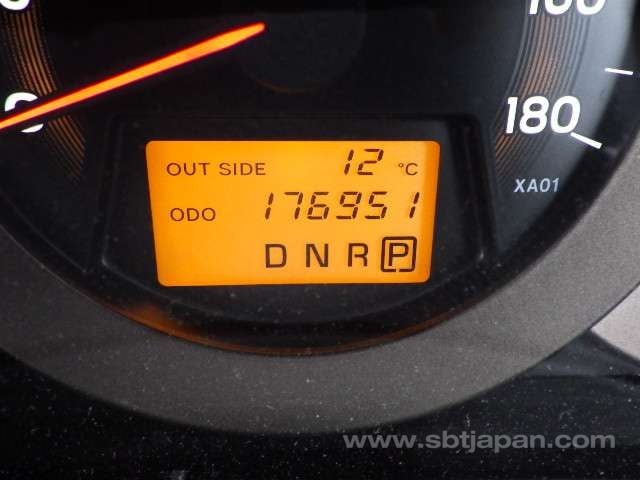 180
XA01
OUT SIDE 12 °C
ODO 176951
D N R P
www.sbtjapan.com